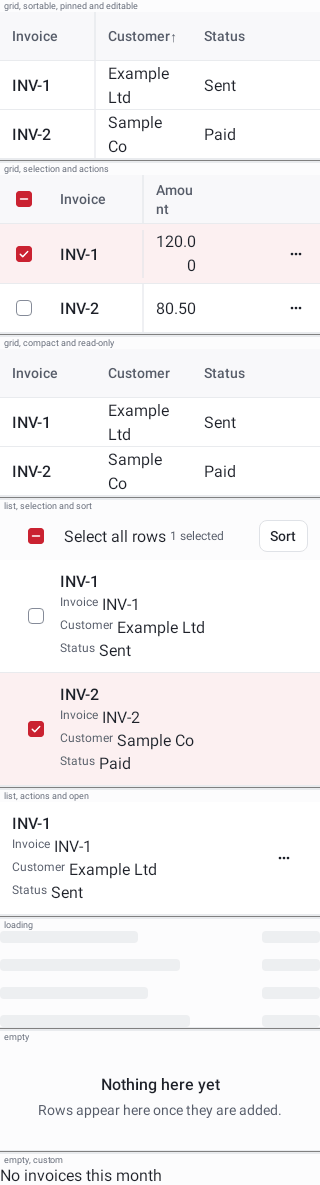 grid, sortable, pinned and editable
Invoice Customer↑ Status
INV-1 Example Ltd Sent
INV-2 Sample Co Paid
grid, selection and actions
Invoice Amou
nt
INV-1 120.0
0 ···
INV-2 80.50 ···
grid, compact and read-only
Invoice Customer Status
INV-1 Example Ltd Sent
INV-2 Sample Co Paid
list, selection and sort
Select all rows 1 selected Sort
INV-1
Invoice INV-1
Customer Example Ltd
Status Sent
INV-2
Invoice INV-2
Customer Sample Co
Status Paid
list, actions and open
INV-1
Invoice INV-1
Customer Example Ltd
Status Sent
···
loading
empty
Nothing here yet
Rows appear here once they are added.
empty, custom
No invoices this month